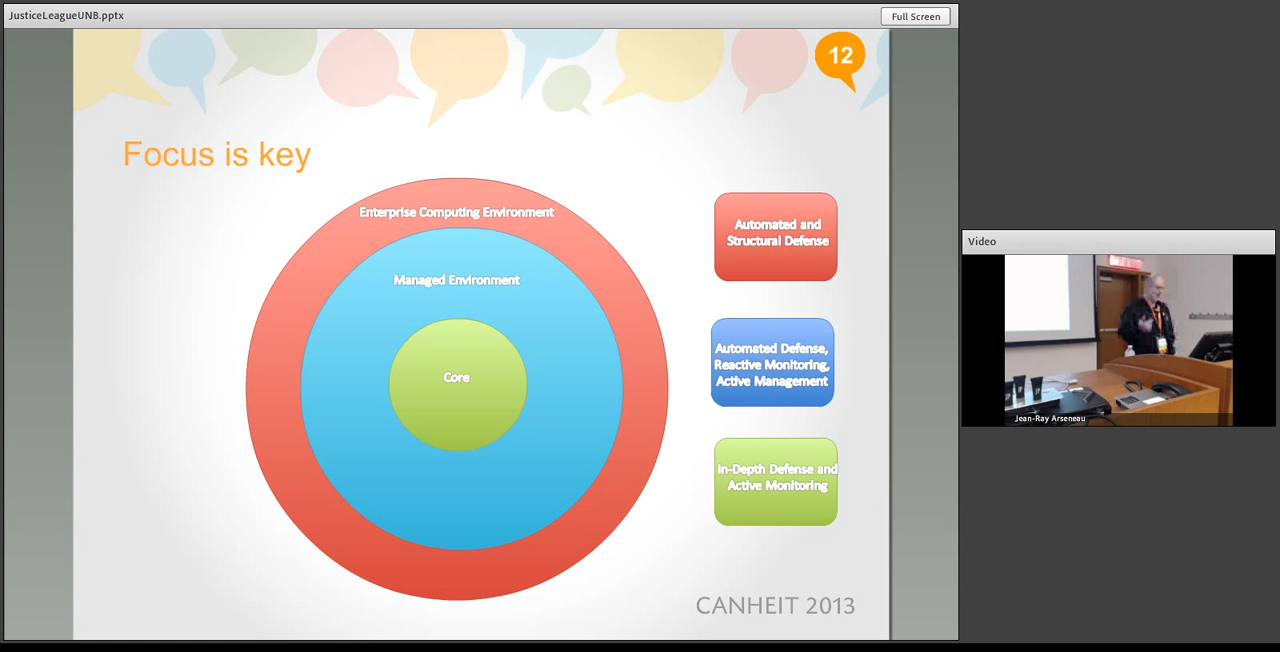 JusticeLeagueUNB.pptx
Full Screen
12
Focus is key
Enterprise Computing Environment
Managed Environment
Core
Automated and
Structural Defense
Automated Defense,
Reactive Monitoring,
Active Management
In-Depth Defense and
Active Monitoring
CANHEIT 2013
Video
Jean-Ray Arseneau